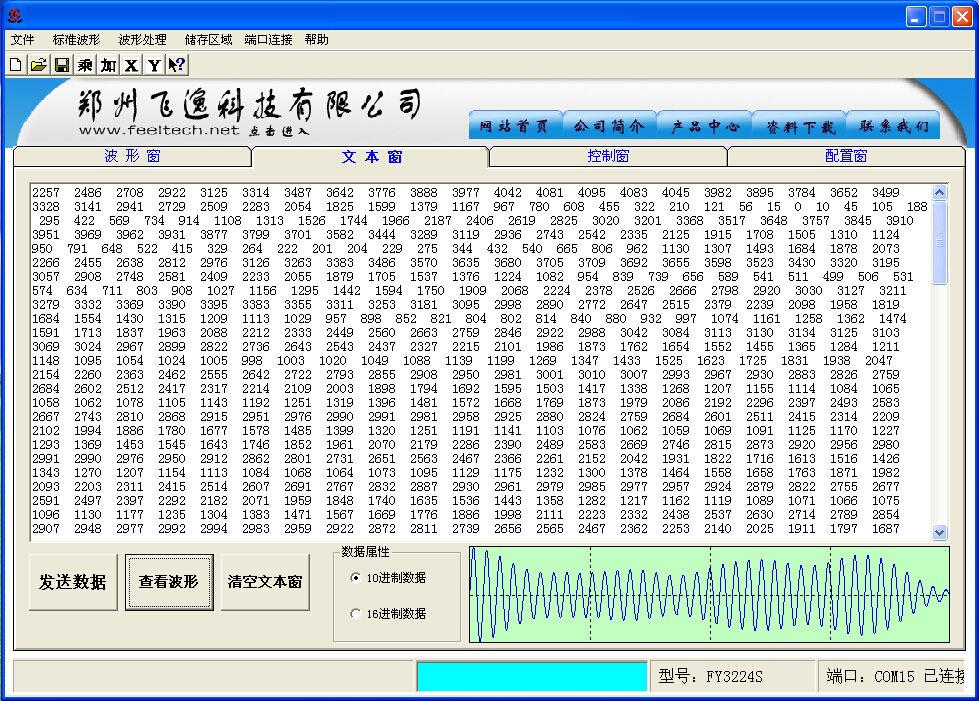 文件 标准波形 波形处理 储存区域 端口连接 帮助
乘 加 X Y ?
郑州飞逸科技有限公司
www.feeltech.net 点击进入
网站首页 公司简介 产品中心 资料下载 联系我们
波 形 窗 文 本 窗 控制窗 配置窗
2257 2486 2708 2922 3125 3314 3487 3642 3776 3888 3977 4042 4081 4095 4083 4045 3982 3895 3784 3652 3499
3328 3141 2941 2729 2509 2283 2054 1825 1599 1379 1167 967 780 608 455 322 210 121 56 15 0 10 45 105 188
295 422 569 734 914 1108 1313 1526 1744 1966 2187 2406 2619 2825 3020 3201 3368 3517 3648 3757 3845 3910
3951 3969 3962 3931 3877 3799 3701 3582 3444 3289 3119 2936 2743 2542 2335 2125 1915 1708 1505 1310 1124
950 791 648 522 415 329 264 222 201 204 229 275 344 432 540 665 806 962 1130 1307 1493 1684 1878 2073
2266 2455 2638 2812 2976 3126 3263 3383 3486 3570 3635 3680 3705 3709 3692 3655 3598 3523 3430 3320 3195
3057 2908 2748 2581 2409 2233 2055 1879 1705 1537 1376 1224 1082 954 839 739 656 589 541 511 499 506 531
574 634 711 803 908 1027 1156 1295 1442 1594 1750 1909 2068 2224 2378 2526 2666 2798 2920 3030 3127 3211
3279 3332 3369 3390 3395 3383 3355 3311 3253 3181 3095 2998 2890 2772 2647 2515 2379 2239 2098 1958 1819
1684 1554 1430 1315 1209 1113 1029 957 898 852 821 804 802 814 840 880 932 997 1074 1161 1258 1362 1474
1591 1713 1837 1963 2088 2212 2333 2449 2560 2663 2759 2846 2922 2988 3042 3084 3113 3130 3134 3125 3103
3069 3024 2967 2899 2822 2736 2643 2543 2437 2327 2215 2101 1986 1873 1762 1654 1552 1455 1365 1284 1211
1148 1095 1054 1024 1005 998 1003 1020 1049 1088 1139 1199 1269 1347 1433 1525 1623 1725 1831 1938 2047
2154 2260 2363 2462 2555 2642 2722 2793 2855 2908 2950 2981 3001 3010 3007 2993 2967 2930 2883 2826 2759
2684 2602 2512 2417 2317 2214 2109 2003 1898 1794 1692 1595 1503 1417 1338 1268 1207 1155 1114 1084 1065
1058 1062 1078 1105 1143 1192 1251 1319 1396 1481 1572 1668 1769 1873 1979 2086 2192 2296 2397 2493 2583
2667 2743 2810 2868 2915 2951 2976 2990 2991 2981 2958 2925 2880 2824 2759 2684 2601 2511 2415 2314 2209
2102 1994 1886 1780 1677 1578 1485 1399 1320 1251 1191 1141 1103 1076 1062 1059 1069 1091 1125 1170 1227
1293 1369 1453 1545 1643 1746 1852 1961 2070 2179 2286 2390 2489 2583 2669 2746 2815 2873 2920 2956 2980
2991 2990 2976 2950 2912 2862 2801 2731 2651 2563 2467 2366 2261 2152 2042 1931 1822 1716 1613 1516 1426
1343 1270 1207 1154 1113 1084 1068 1064 1073 1095 1129 1175 1232 1300 1378 1464 1558 1658 1763 1871 1982
2093 2203 2311 2415 2514 2607 2691 2767 2832 2887 2930 2961 2979 2985 2977 2957 2924 2879 2822 2755 2677
2591 2497 2397 2292 2182 2071 1959 1848 1740 1635 1536 1443 1358 1282 1217 1162 1119 1089 1071 1066 1075
1096 1130 1177 1235 1304 1383 1471 1567 1669 1776 1886 1998 2111 2223 2332 2438 2537 2630 2714 2789 2854
2907 2948 2977 2992 2994 2983 2959 2922 2872 2811 2739 2656 2565 2467 2362 2253 2140 2025 1911 1797 1687
数据属性
发送数据 查看波形 清空文本窗 10进制数据
16进制数据
型号: FY3224S 端口: COM15 已连接